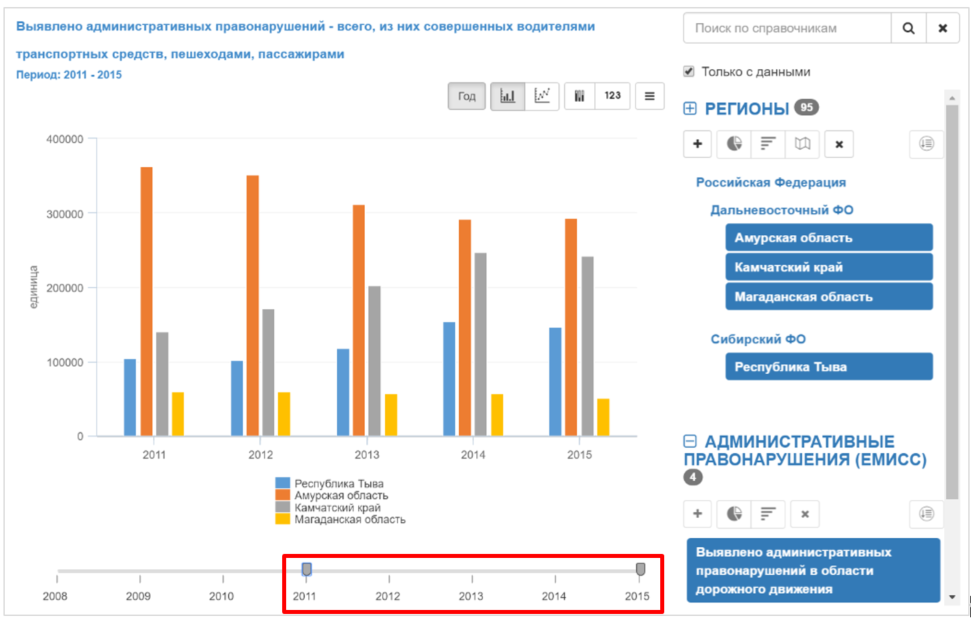 Выявлено административных правонарушений - всего, из них совершенных водителями
транспортных средств, пешеходами, пассажирами
Период: 2011 - 2015
Год
123
400000
300000
200000
100000
0
единица
2011
2012
2013
2014
2015
Республика Тыва
Амурская область
Камчатский край
Магаданская область
2008
2009
2010
2011
2012
2013
2014
2015
Поиск по справочникам
Только с данными
РЕГИОНЫ 95
Российская Федерация
Дальневосточный ФО
Амурская область
Камчатский край
Магаданская область
Сибирский ФО
Республика Тыва
АДМИНИСТРАТИВНЫЕ
ПРАВОНАРУШЕНИЯ (ЕМИСС)
4
Выявлено административных
правонарушений в области
дорожного движения